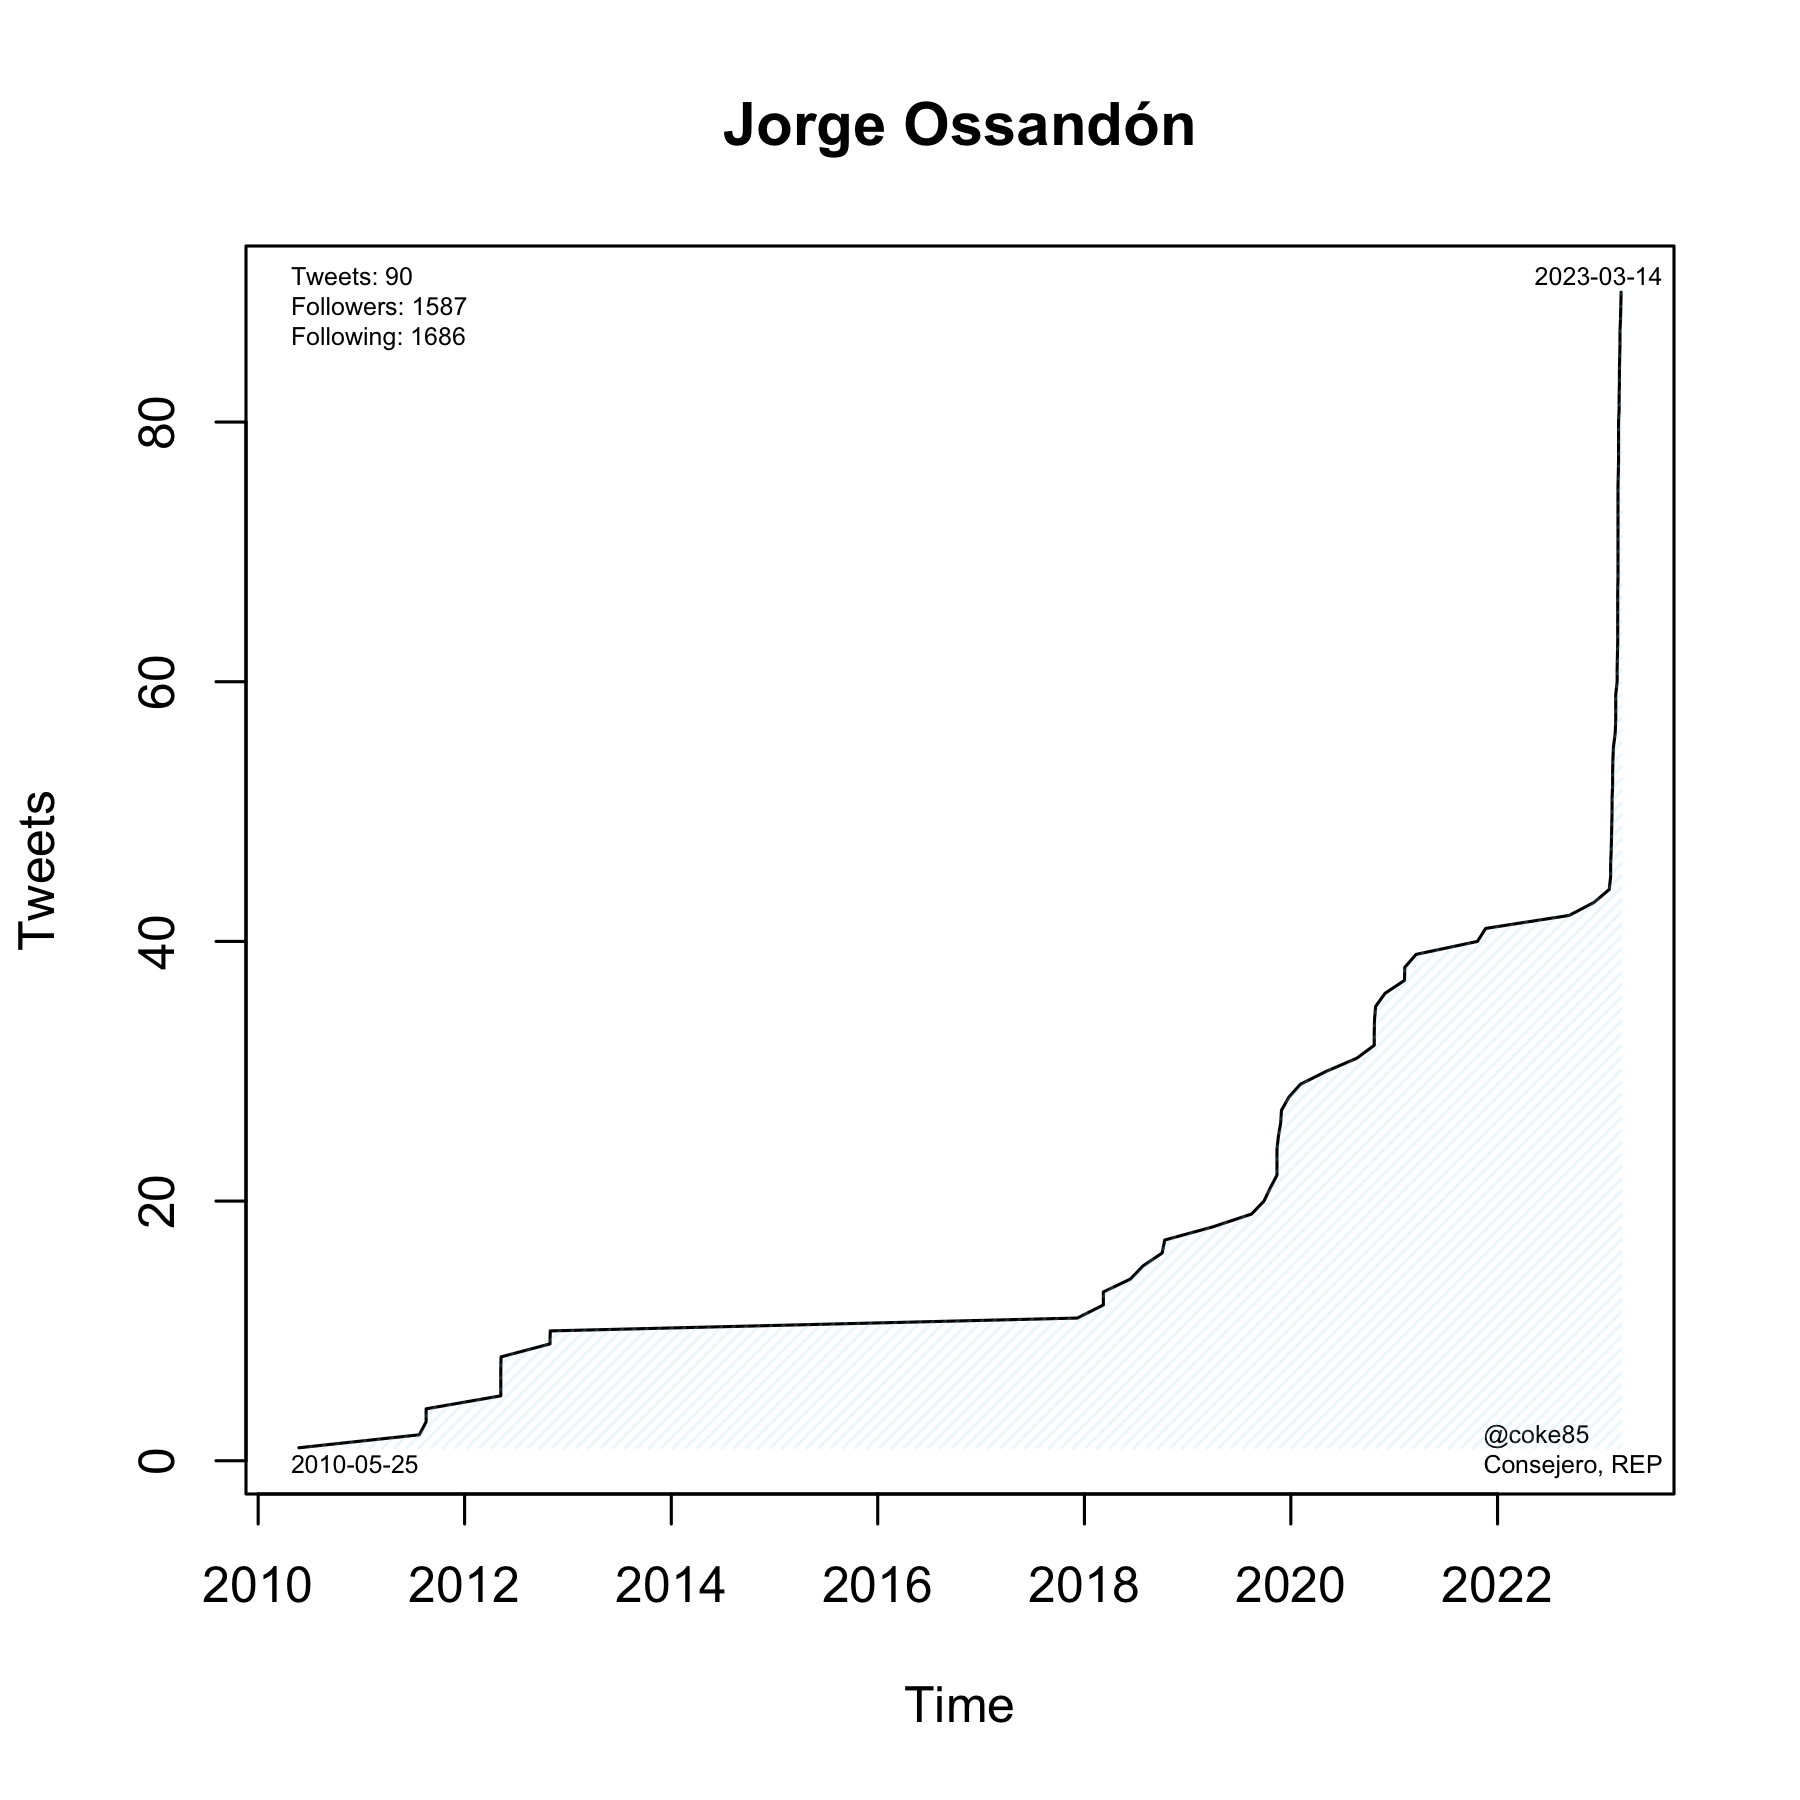 Jorge Ossandón
Tweets: 90
Followers: 1587
Following: 1686
2023-03-14
80
60
40
20
0
Tweets
2010-05-25
@coke85
Consejero, REP
2010 2012 2014 2016 2018 2020 2022
Time